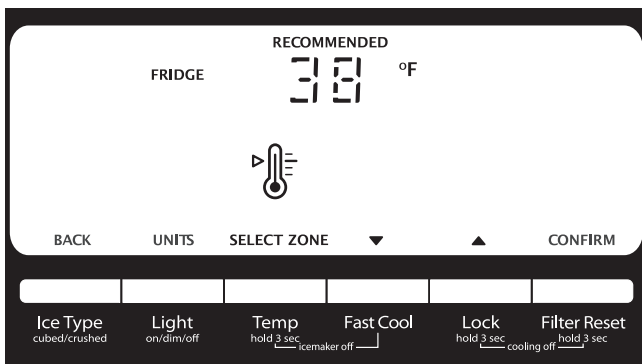 RECOMMENDED
FRIDGE 38 °F
BACK UNITS SELECT ZONE ▼ ▲ CONFIRM
Ice Type Light Temp Fast Cool Lock Filter Reset
cubed/crushed on/dim/off hold 3 sec hold 3 sec hold 3 sec
icemaker off cooling off